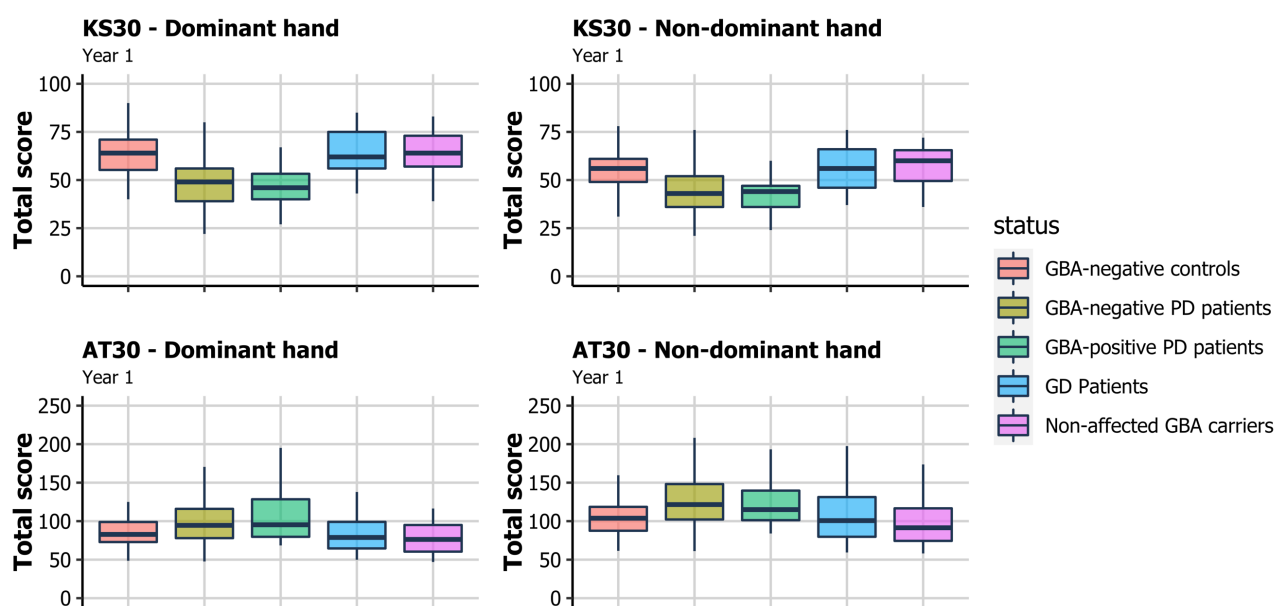 KS30 - Dominant hand
Year 1
Total score
100
75
50
25
0
KS30 - Non-dominant hand
Year 1
Total score
100
75
50
25
0
AT30 - Dominant hand
Year 1
Total score
250
200
150
100
50
0
AT30 - Non-dominant hand
Year 1
Total score
250
200
150
100
50
0
status
GBA-negative controls
GBA-negative PD patients
GBA-positive PD patients
GD Patients
Non-affected GBA carriers